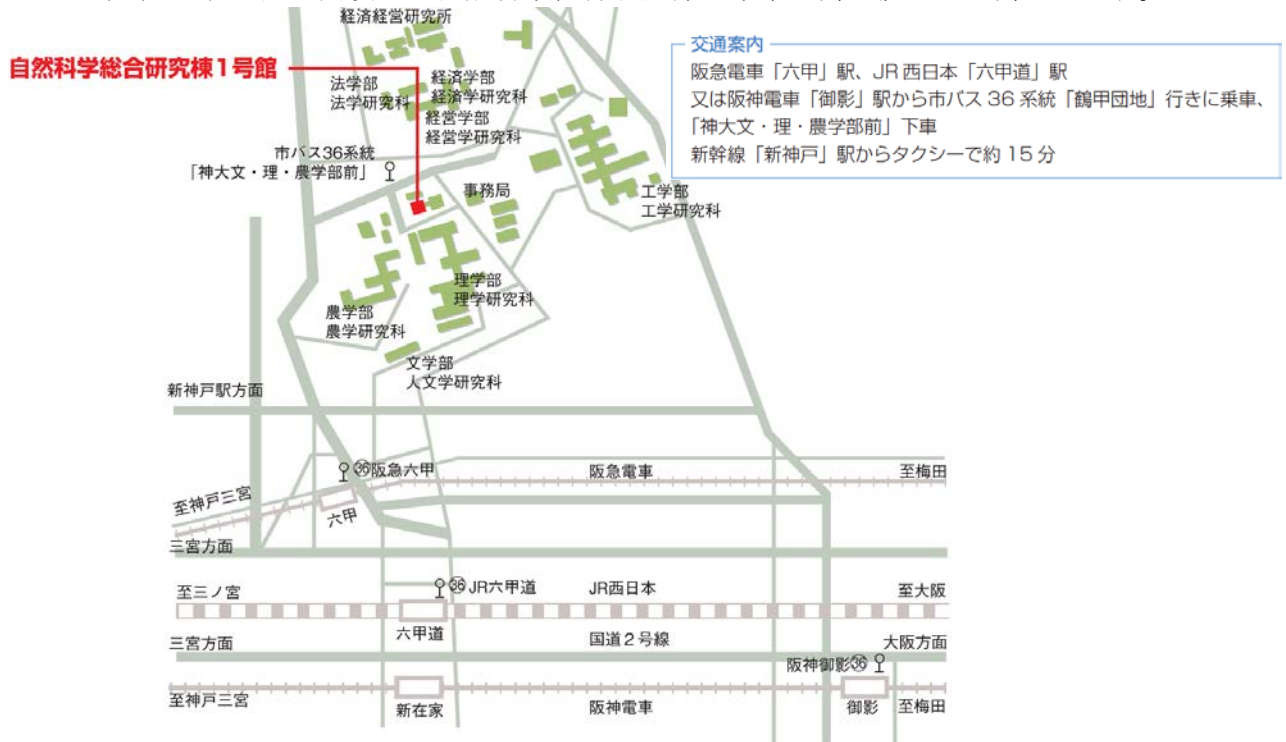 経済経営研究所
自然科学総合研究棟1号館
法学部
法学研究科
経済学部
経済学研究科
経営学部
経営学研究科
市バス36系統
「神大文・理・農学部前」
事務局
工学部
工学研究科
理学部
理学研究科
農学部
農学研究科
文学部
人文学研究科
交通案内
阪急電車「六甲」駅、JR西日本「六甲道」駅
又は阪神電車「御影」駅から市バス36系統「鶴甲団地」行きに乗車、
「神大文・理・農学部前」下車
新幹線「新神戸」駅からタクシーで約15分
新神戸駅方面
㊱阪急六甲
阪急電車
至梅田
至神戸三宮
六甲
三宮方面
㊱JR六甲道
JR西日本
至三ノ宮
至大阪
六甲道
三宮方面
国道2号線
大阪方面
阪神御影㊱
至神戸三宮
新在家
阪神電車
御影
至梅田